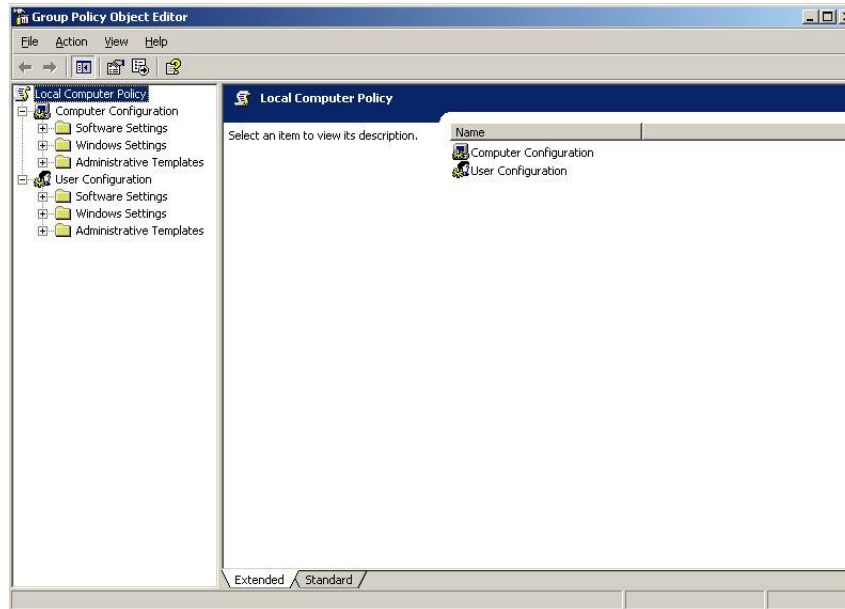 Group Policy Object Editor
File Action View Help
Local Computer Policy
Computer Configuration
Software Settings
Windows Settings
Administrative Templates
User Configuration
Software Settings
Windows Settings
Administrative Templates
Local Computer Policy
Select an item to view its description.
Name
Computer Configuration
User Configuration
Extended Standard